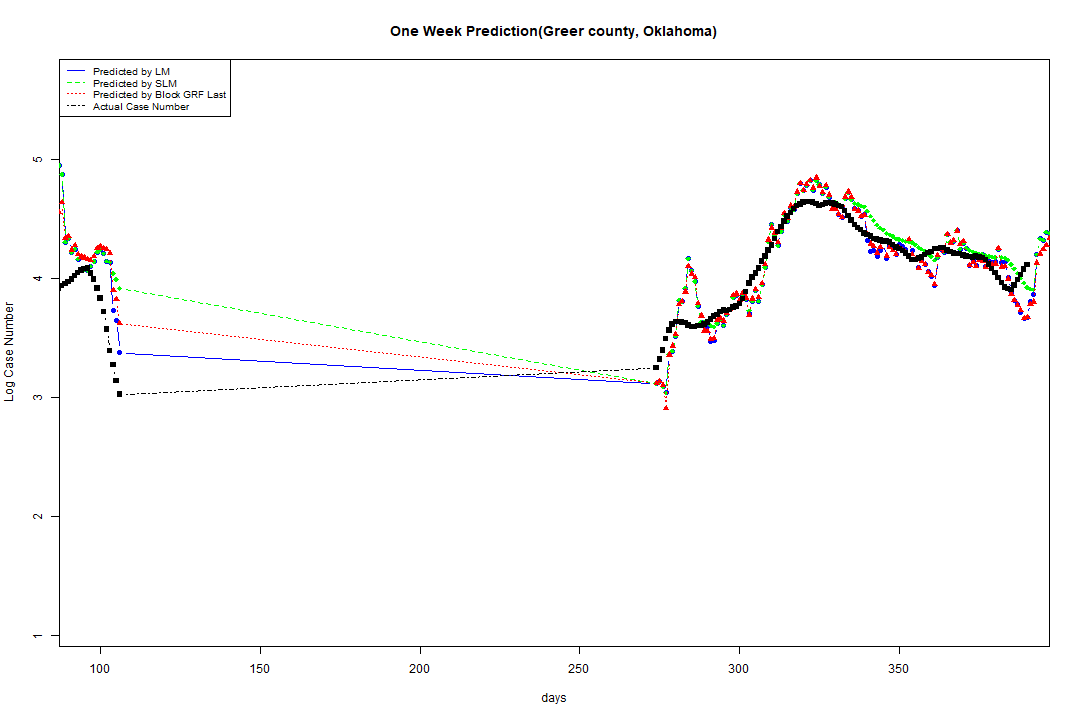 One Week Prediction(Greer county, Oklahoma)
Predicted by LM
Predicted by SLM
Predicted by Block GRF Last
Actual Case Number
5
4
3
2
1
Log Case Number
100 150 200 250 300 350
days